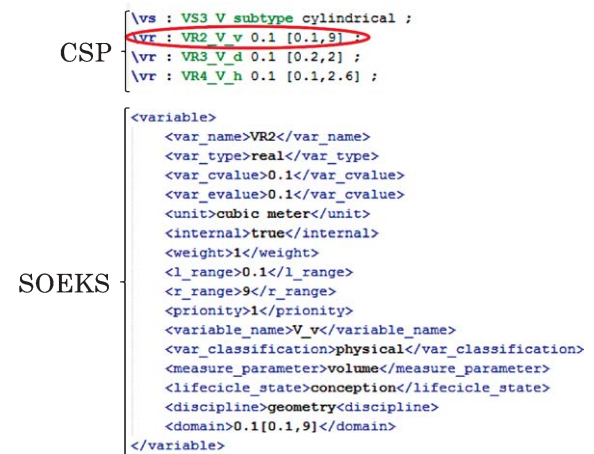 CSP
\vs : VS3 V subtype cylindrical ;
\vr : VR2_V_v 0.1 [0.1,9] ;
\vr : VR3_V_d 0.1 [0.2,2] ;
\vr : VR4_V_h 0.1 [0.1,2.6] ;
SOEKS
<variable>
<var_name>VR2</var_name>
<var_type>real</var_type>
<var_cvalue>0.1</var_cvalue>
<var_evalue>0.1</var_evalue>
<unit>cubic meter</unit>
<internal>true</internal>
<weight>1</weight>
<l_range>0.1</l_range>
<r_range>9</r_range>
<prionity>1</prionity>
<variable_name>V_v</variable_name>
<var_classification>physical</var_classification>
<measure_parameter>volume</measure_parameter>
<lifecicle_state>conception</lifecicle_state>
<discipline>geometry<discipline>
<domain>0.1[0.1,9]</domain>
</variable>